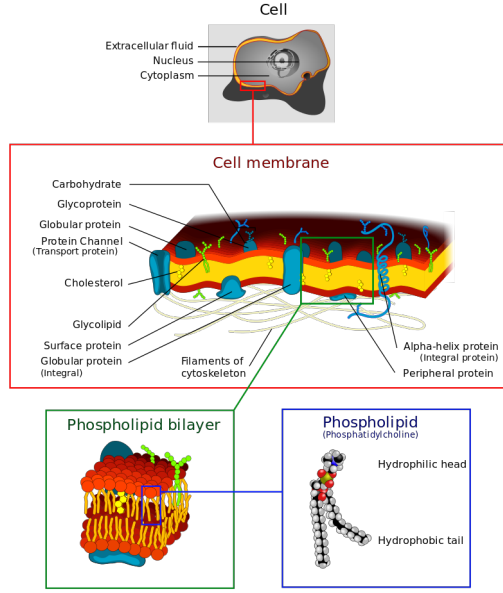 Cell
Extracellular fluid
Nucleus
Cytoplasm
Cell membrane
Carbohydrate
Glycoprotein
Globular protein
Protein Channel
(Transport protein)
Cholesterol
Glycolipid
Surface protein
Globular protein
(Integral)
Filaments of
cytoskeleton
Alpha-helix protein
(Integral protein)
Peripheral protein
Phospholipid bilayer
Phospholipid
(Phosphatidylcholine)
Hydrophilic head
Hydrophobic tail